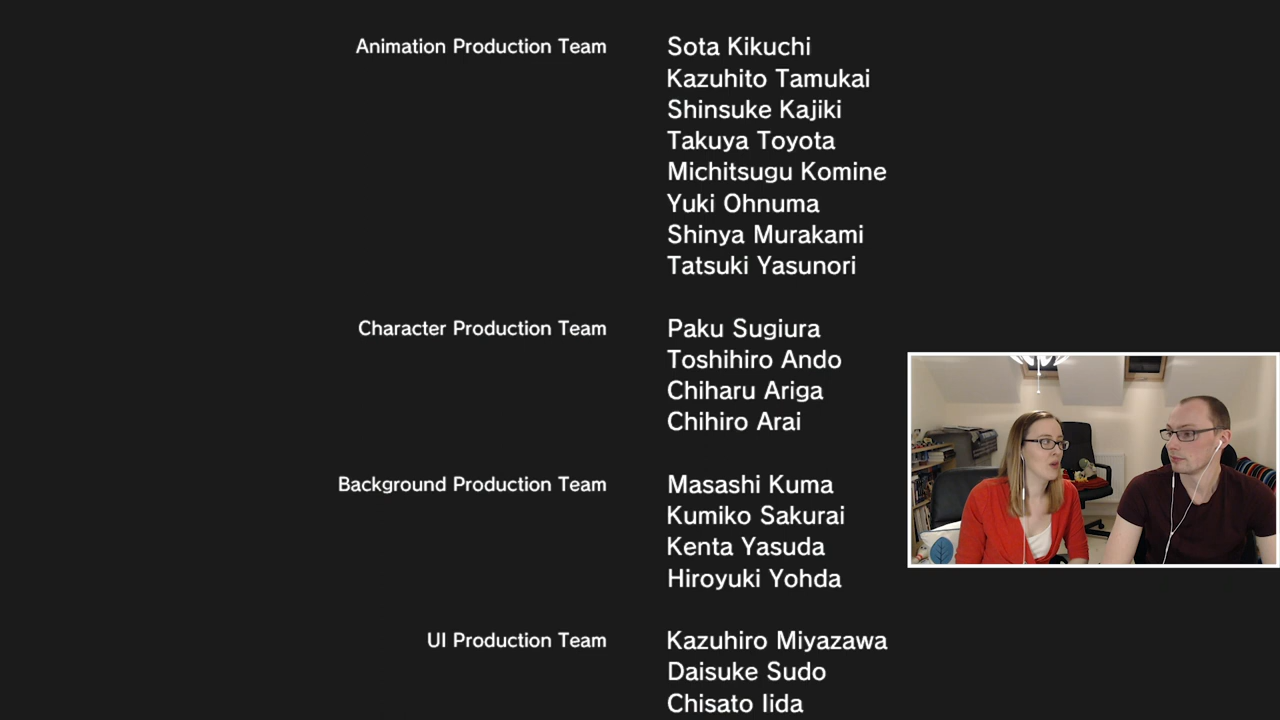 Animation Production Team Sota Kikuchi
Kazuhito Tamukai
Shinsuke Kajiki
Takuya Toyota
Michitsugu Komine
Yuki Ohnuma
Shinya Murakami
Tatsuki Yasunori
Character Production Team Paku Sugiura
Toshihiro Ando
Chiharu Ariga
Chihiro Arai
Background Production Team Masashi Kuma
Kumiko Sakurai
Kenta Yasuda
Hiroyuki Yohda
UI Production Team Kazuhiro Miyazawa
Daisuke Sudo
Chisato Iida